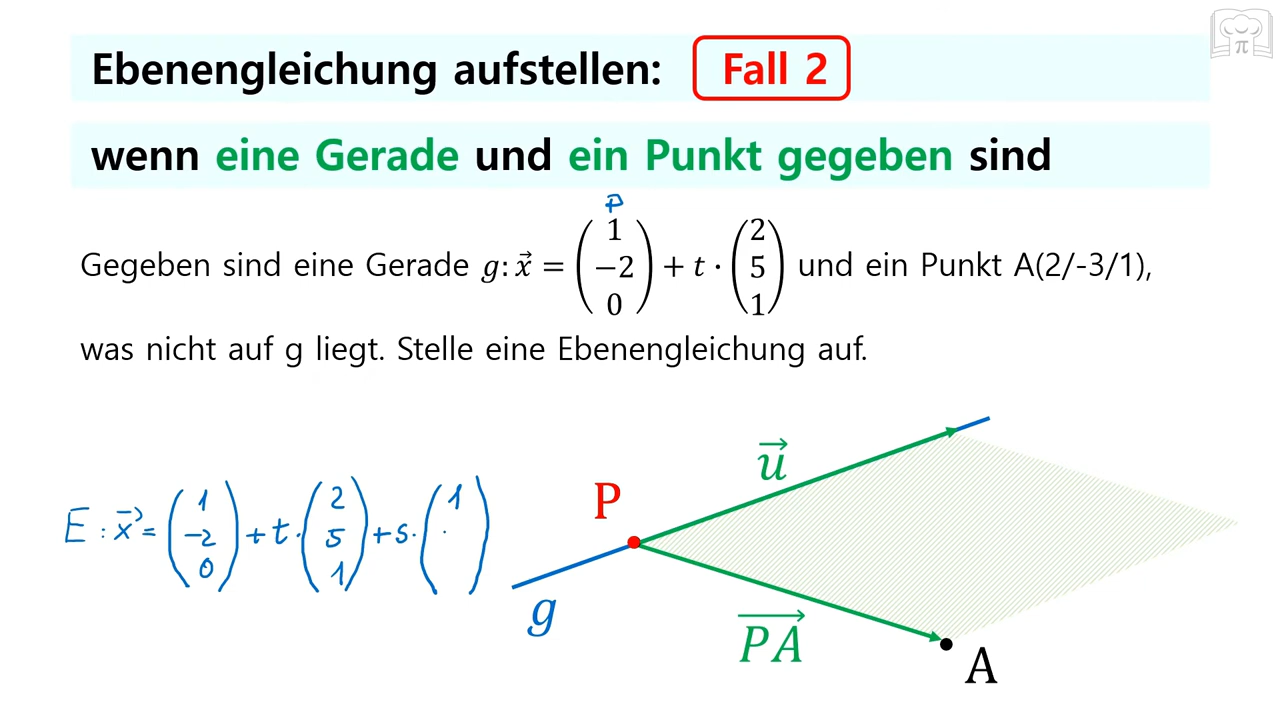 Ebenengleichung aufstellen: Fall 2
wenn eine Gerade und ein Punkt gegeben sind
P
Gegeben sind eine Gerade g: x⃗ = (1 −2 0) + t · (2 5 1) und ein Punkt A(2/-3/1),
was nicht auf g liegt. Stelle eine Ebenengleichung auf.
E : x⃗ = (1 -2 0) + t · (2 5 1) + s · (1 ·
u⃗
P
g
P⃗A⃗
A
π